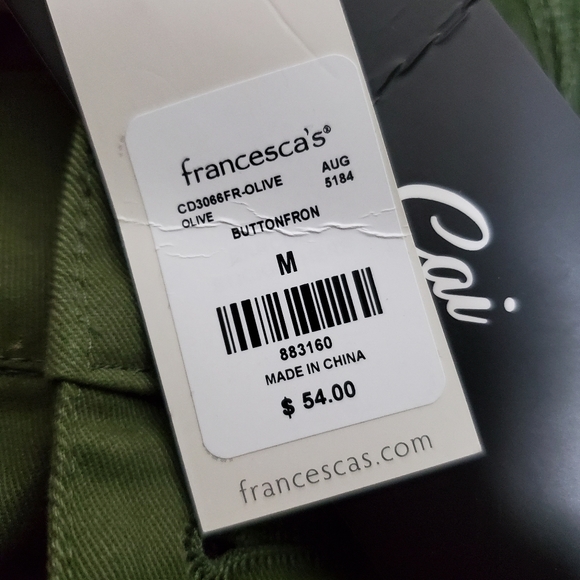 francesca's®
CD3066FR-OLIVE AUG
OLIVE 5184
BUTTONFRON
M
883160
MADE IN CHINA
$ 54.00
francescas.com
Cai